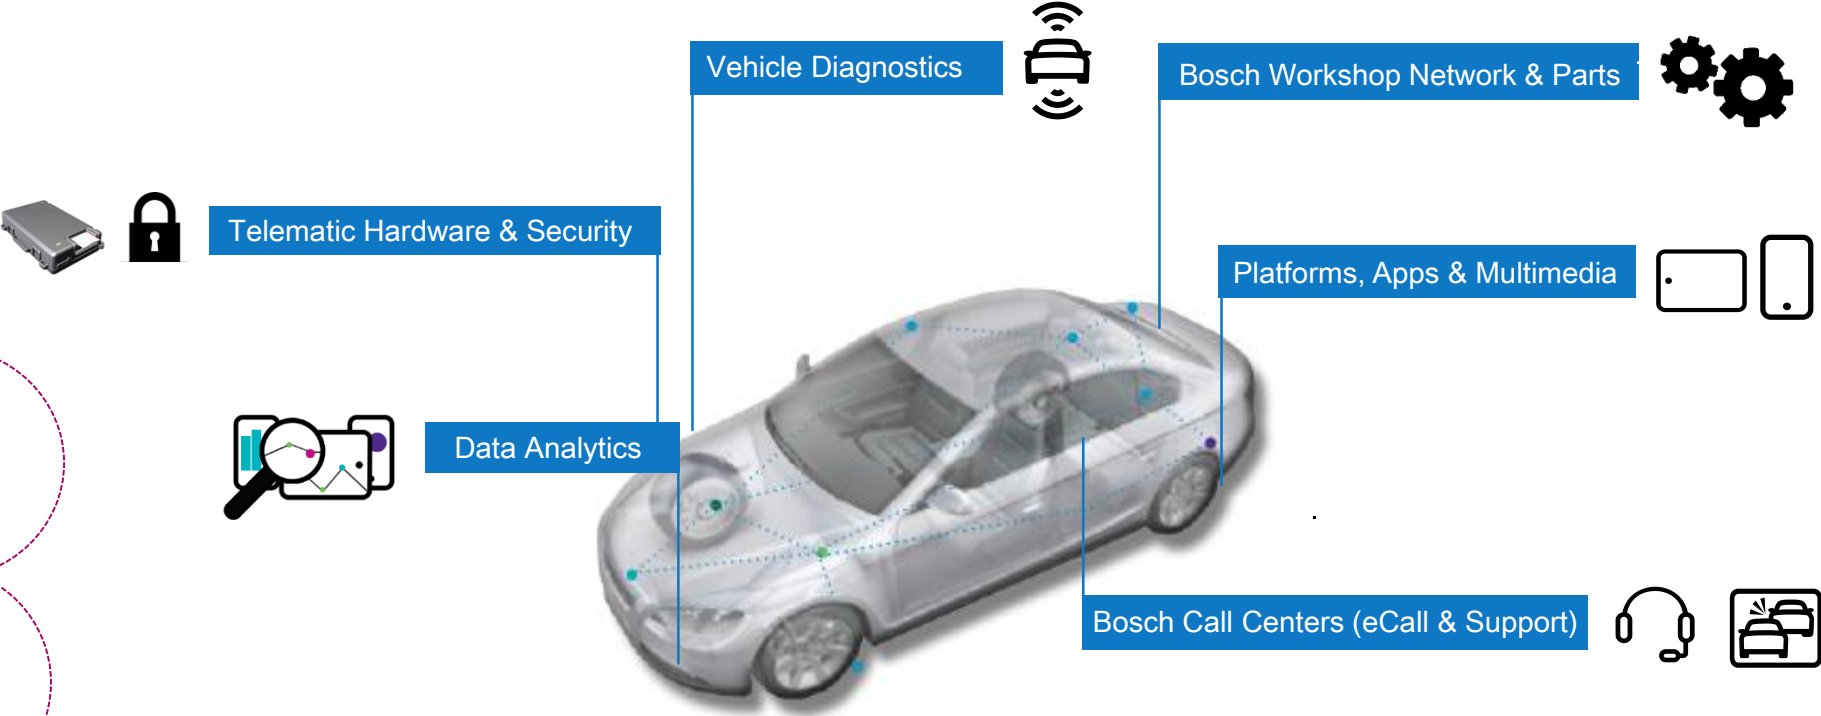 Vehicle Diagnostics
Bosch Workshop Network & Parts
Telematic Hardware & Security
Platforms, Apps & Multimedia
Data Analytics
Bosch Call Centers (eCall & Support)